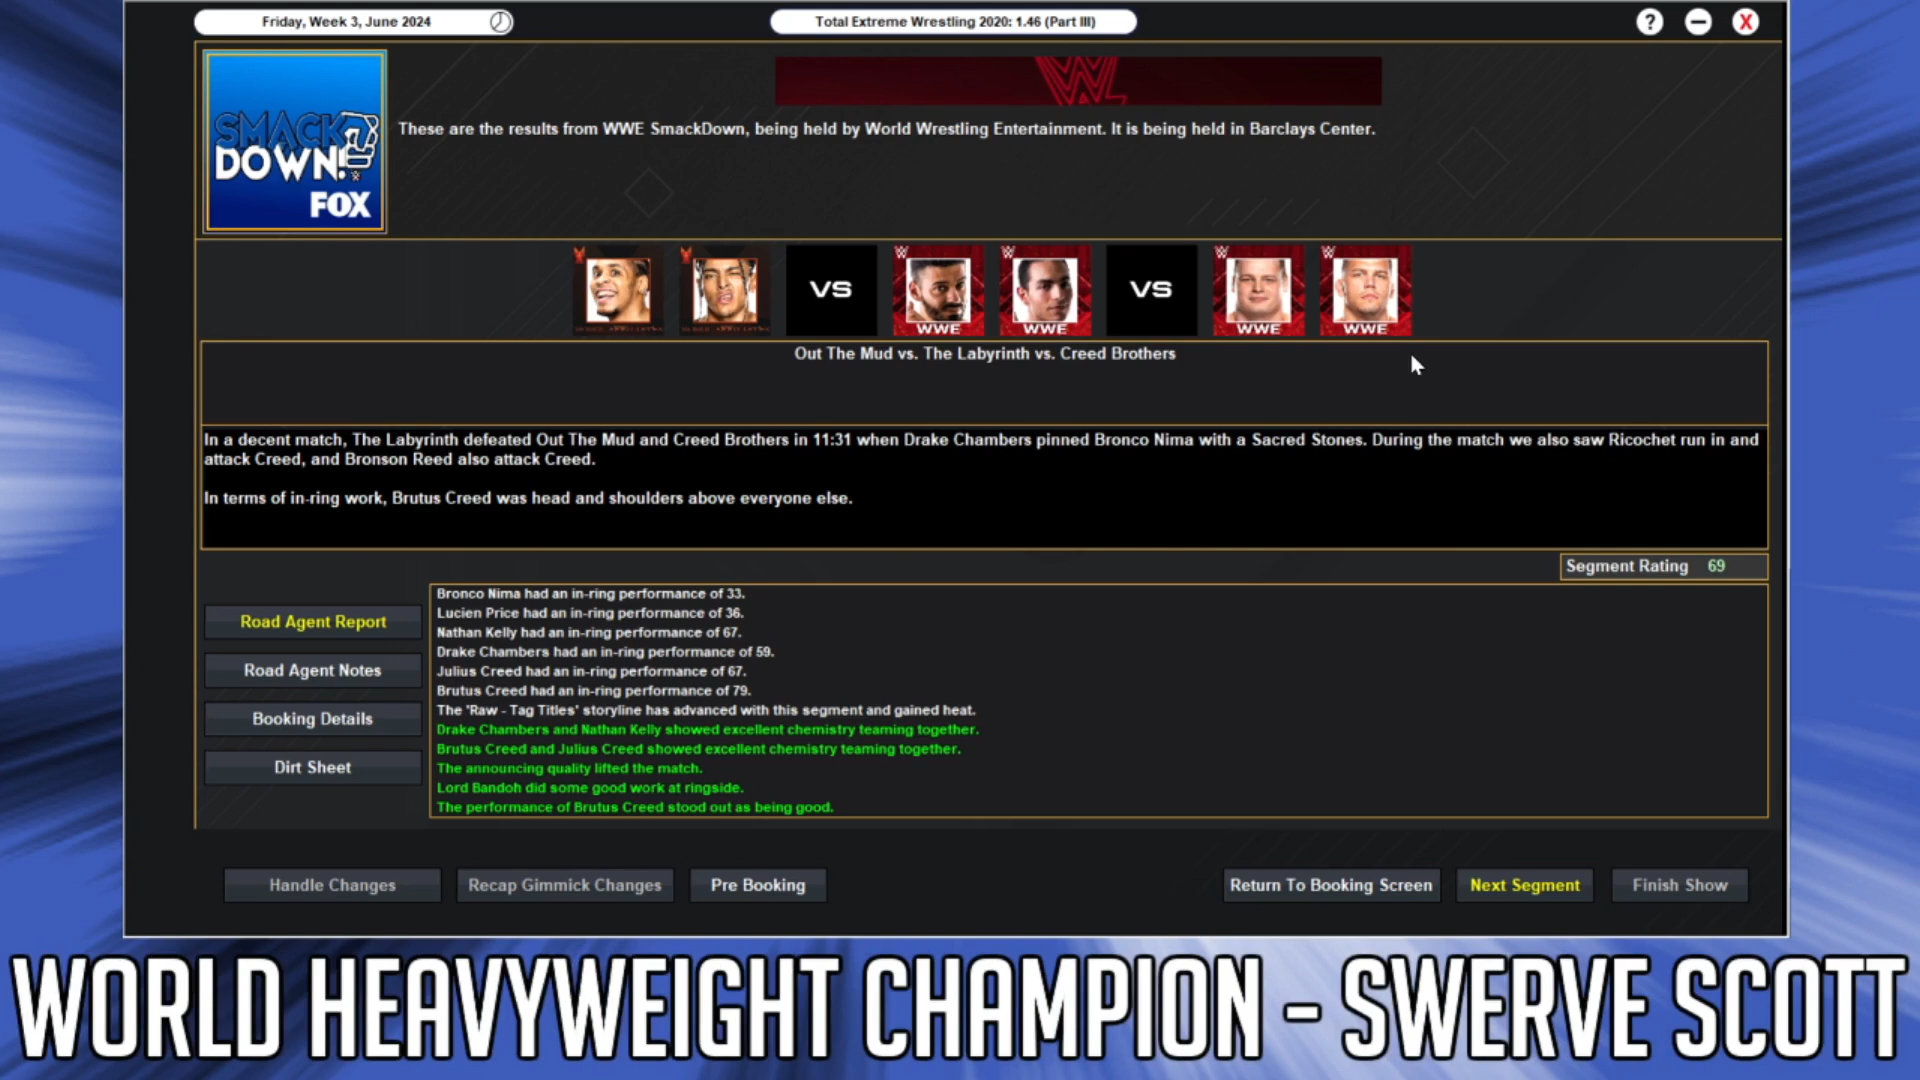 Friday, Week 3, June 2024
Total Extreme Wrestling 2020: 1.46 (Part III)
?
X
SMACK
DOWN!
FOX
These are the results from WWE SmackDown, being held by World Wrestling Entertainment. It is being held in Barclays Center.
VS
WWE
WWE
VS
WWE
WWE
Out The Mud vs. The Labyrinth vs. Creed Brothers
In a decent match, The Labyrinth defeated Out The Mud and Creed Brothers in 11:31 when Drake Chambers pinned Bronco Nima with a Sacred Stones. During the match we also saw Ricochet run in and
attack Creed, and Bronson Reed also attack Creed.
In terms of in-ring work, Brutus Creed was head and shoulders above everyone else.
Segment Rating 69
Road Agent Report
Road Agent Notes
Booking Details
Dirt Sheet
Bronco Nima had an in-ring performance of 33.
Lucien Price had an in-ring performance of 36.
Nathan Kelly had an in-ring performance of 67.
Drake Chambers had an in-ring performance of 59.
Julius Creed had an in-ring performance of 67.
Brutus Creed had an in-ring performance of 79.
The 'Raw - Tag Titles' storyline has advanced with this segment and gained heat.
Drake Chambers and Nathan Kelly showed excellent chemistry teaming together.
Brutus Creed and Julius Creed showed excellent chemistry teaming together.
The announcing quality lifted the match.
Lord Bandoh did some good work at ringside.
The performance of Brutus Creed stood out as being good.
Handle Changes
Recap Gimmick Changes
Pre Booking
Return To Booking Screen
Next Segment
Finish Show
WORLD HEAVYWEIGHT CHAMPION - SWERVE SCOTT